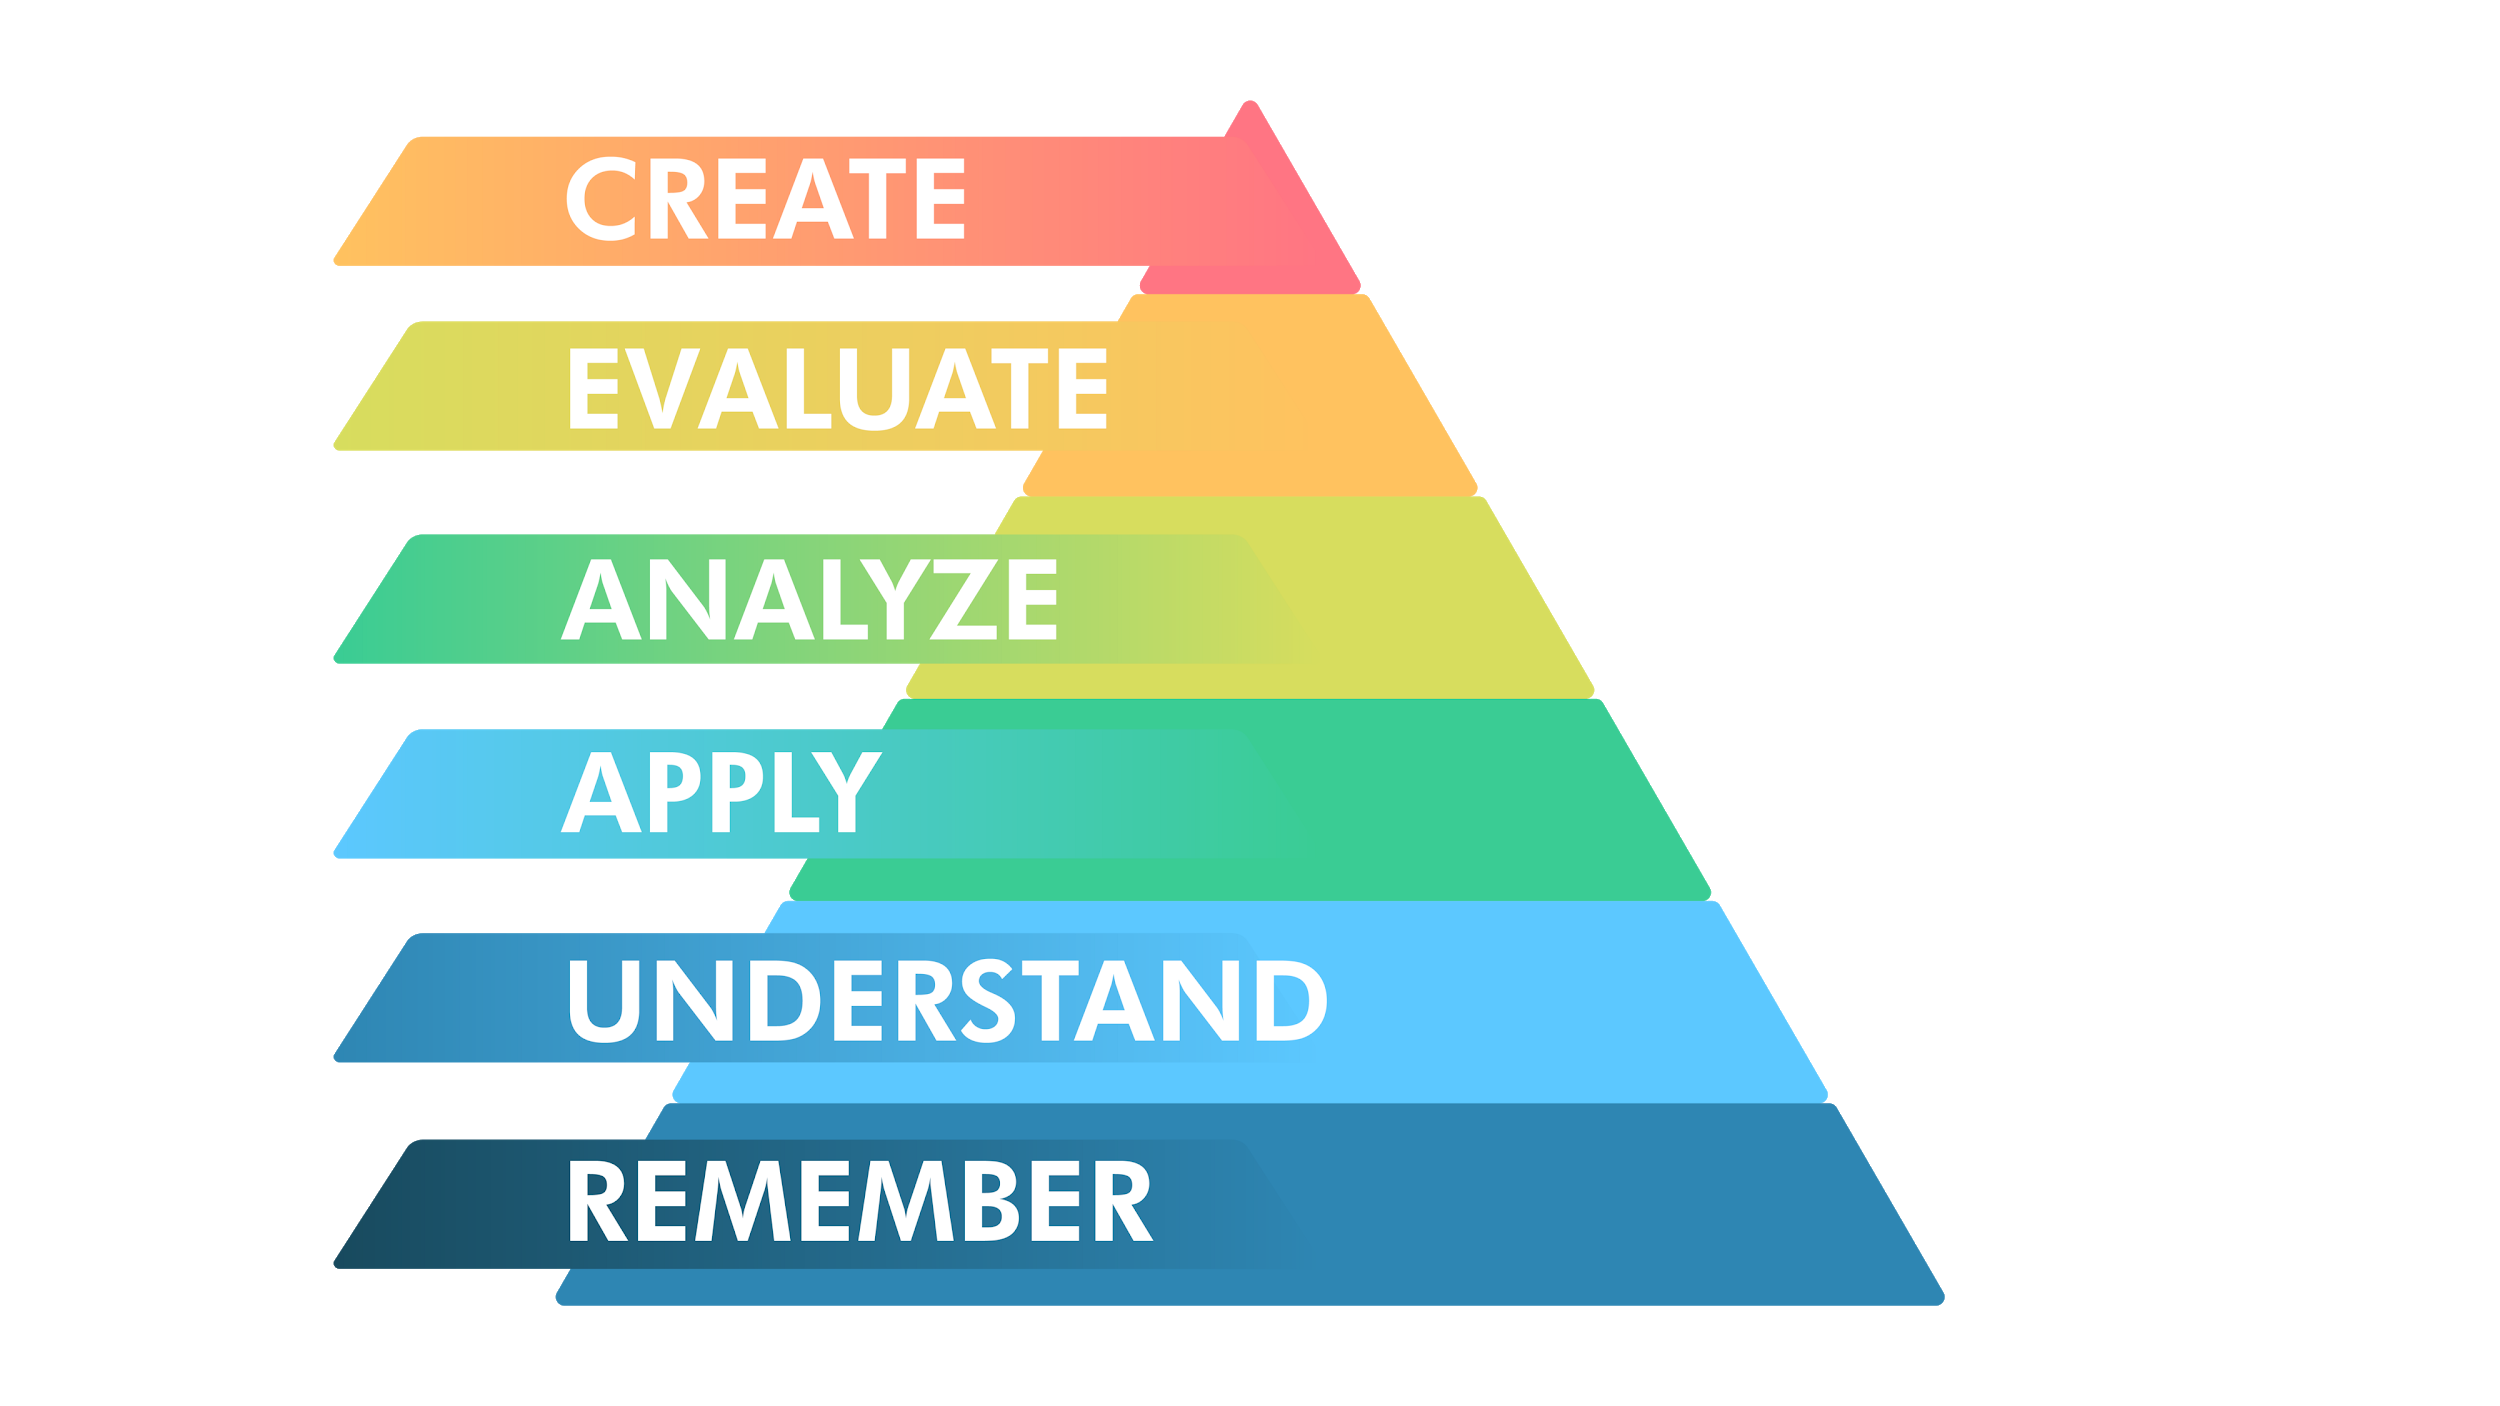 CREATE
EVALUATE
ANALYZE
APPLY
UNDERSTAND
REMEMBER